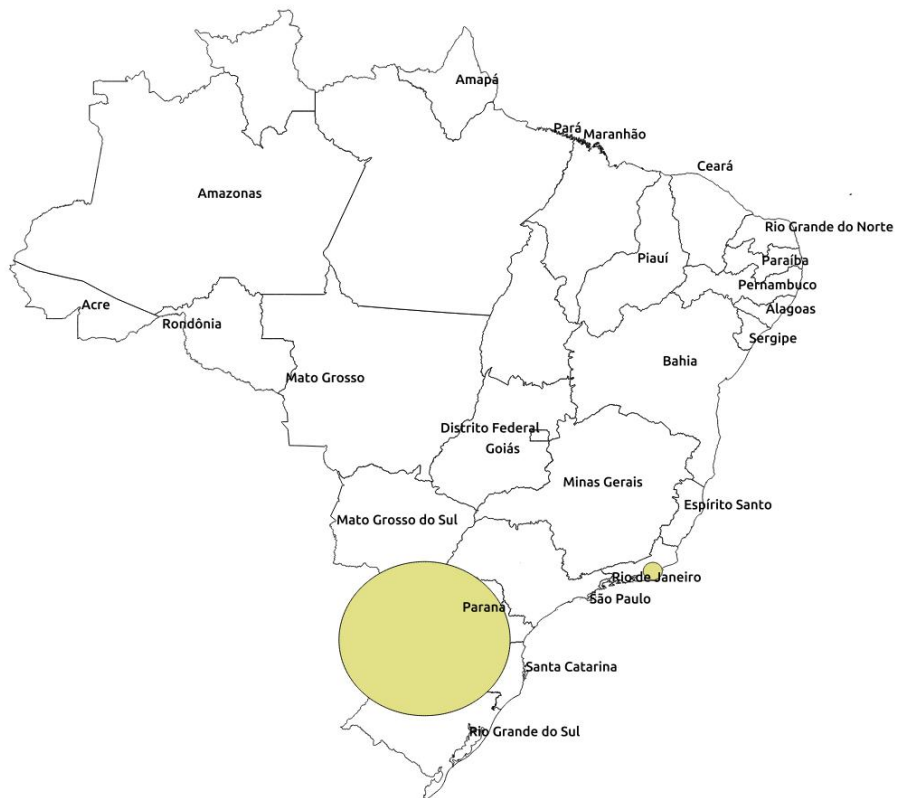 Amapá
Pará
Maranhão
Ceará
Amazonas
Rio Grande do Norte
Piauí
Paraíba
Pernambuco
Acre
Alagoas
Rondônia
Sergipe
Bahia
Mato Grosso
Distrito Federal
Goiás
Minas Gerais
Espírito Santo
Mato Grosso do Sul
Rio de Janeiro
São Paulo
Paraná
Santa Catarina
Rio Grande do Sul